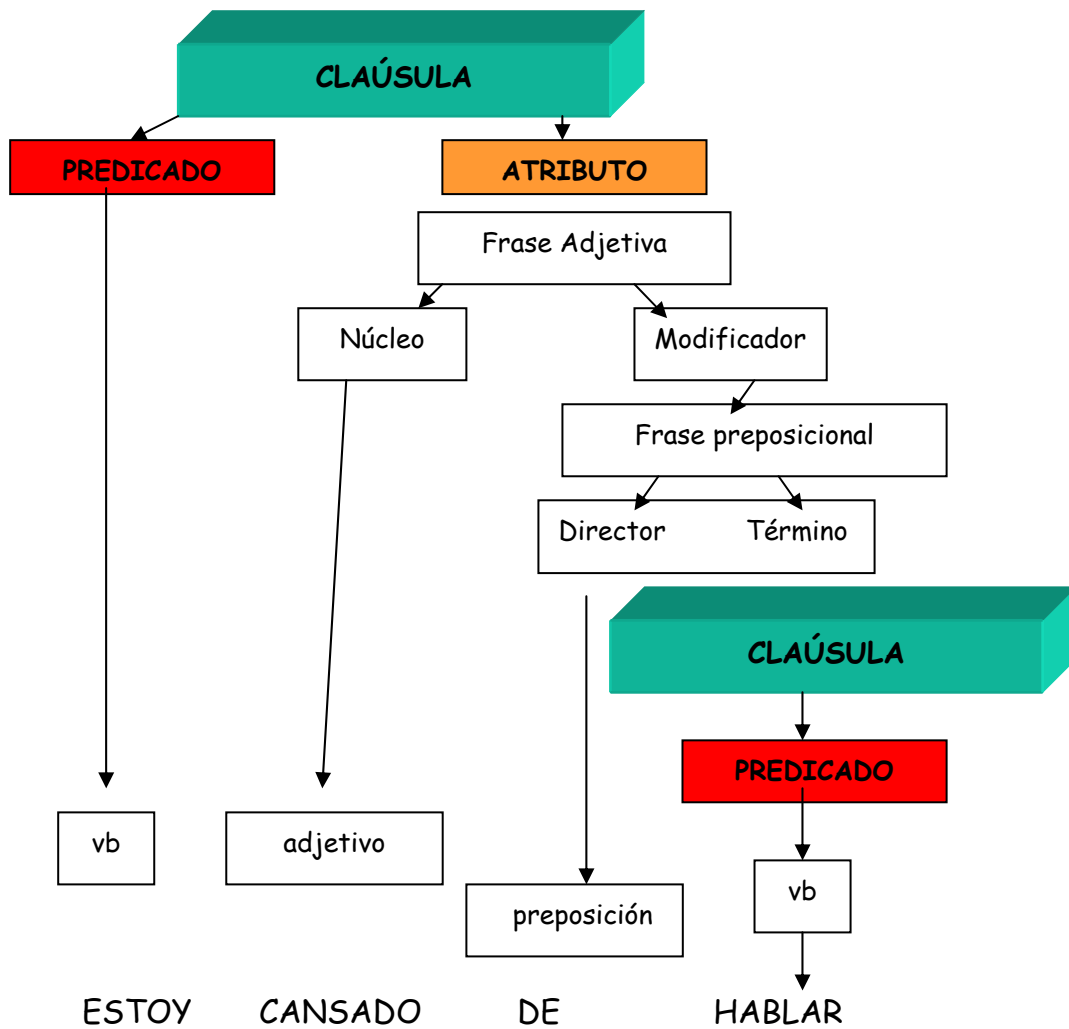 CLAÚSULA
PREDICADO ATRIBUTO
Frase Adjetiva
Núcleo Modificador
Frase preposicional
Director Término
CLAÚSULA
PREDICADO
vb adjetivo
vb
preposición
ESTOY CANSADO DE HABLAR